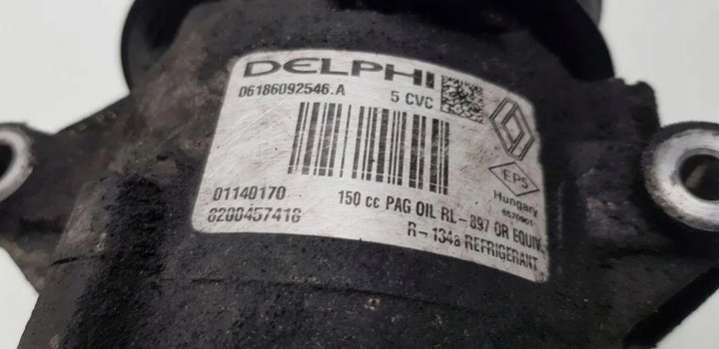 DELPHI
06186092546.A 5 CVC
EPS
Hungary
01140170
8200457418
150 cc PAG OIL RL-897 OR EQUIV.
R-134a REFRIGERANT